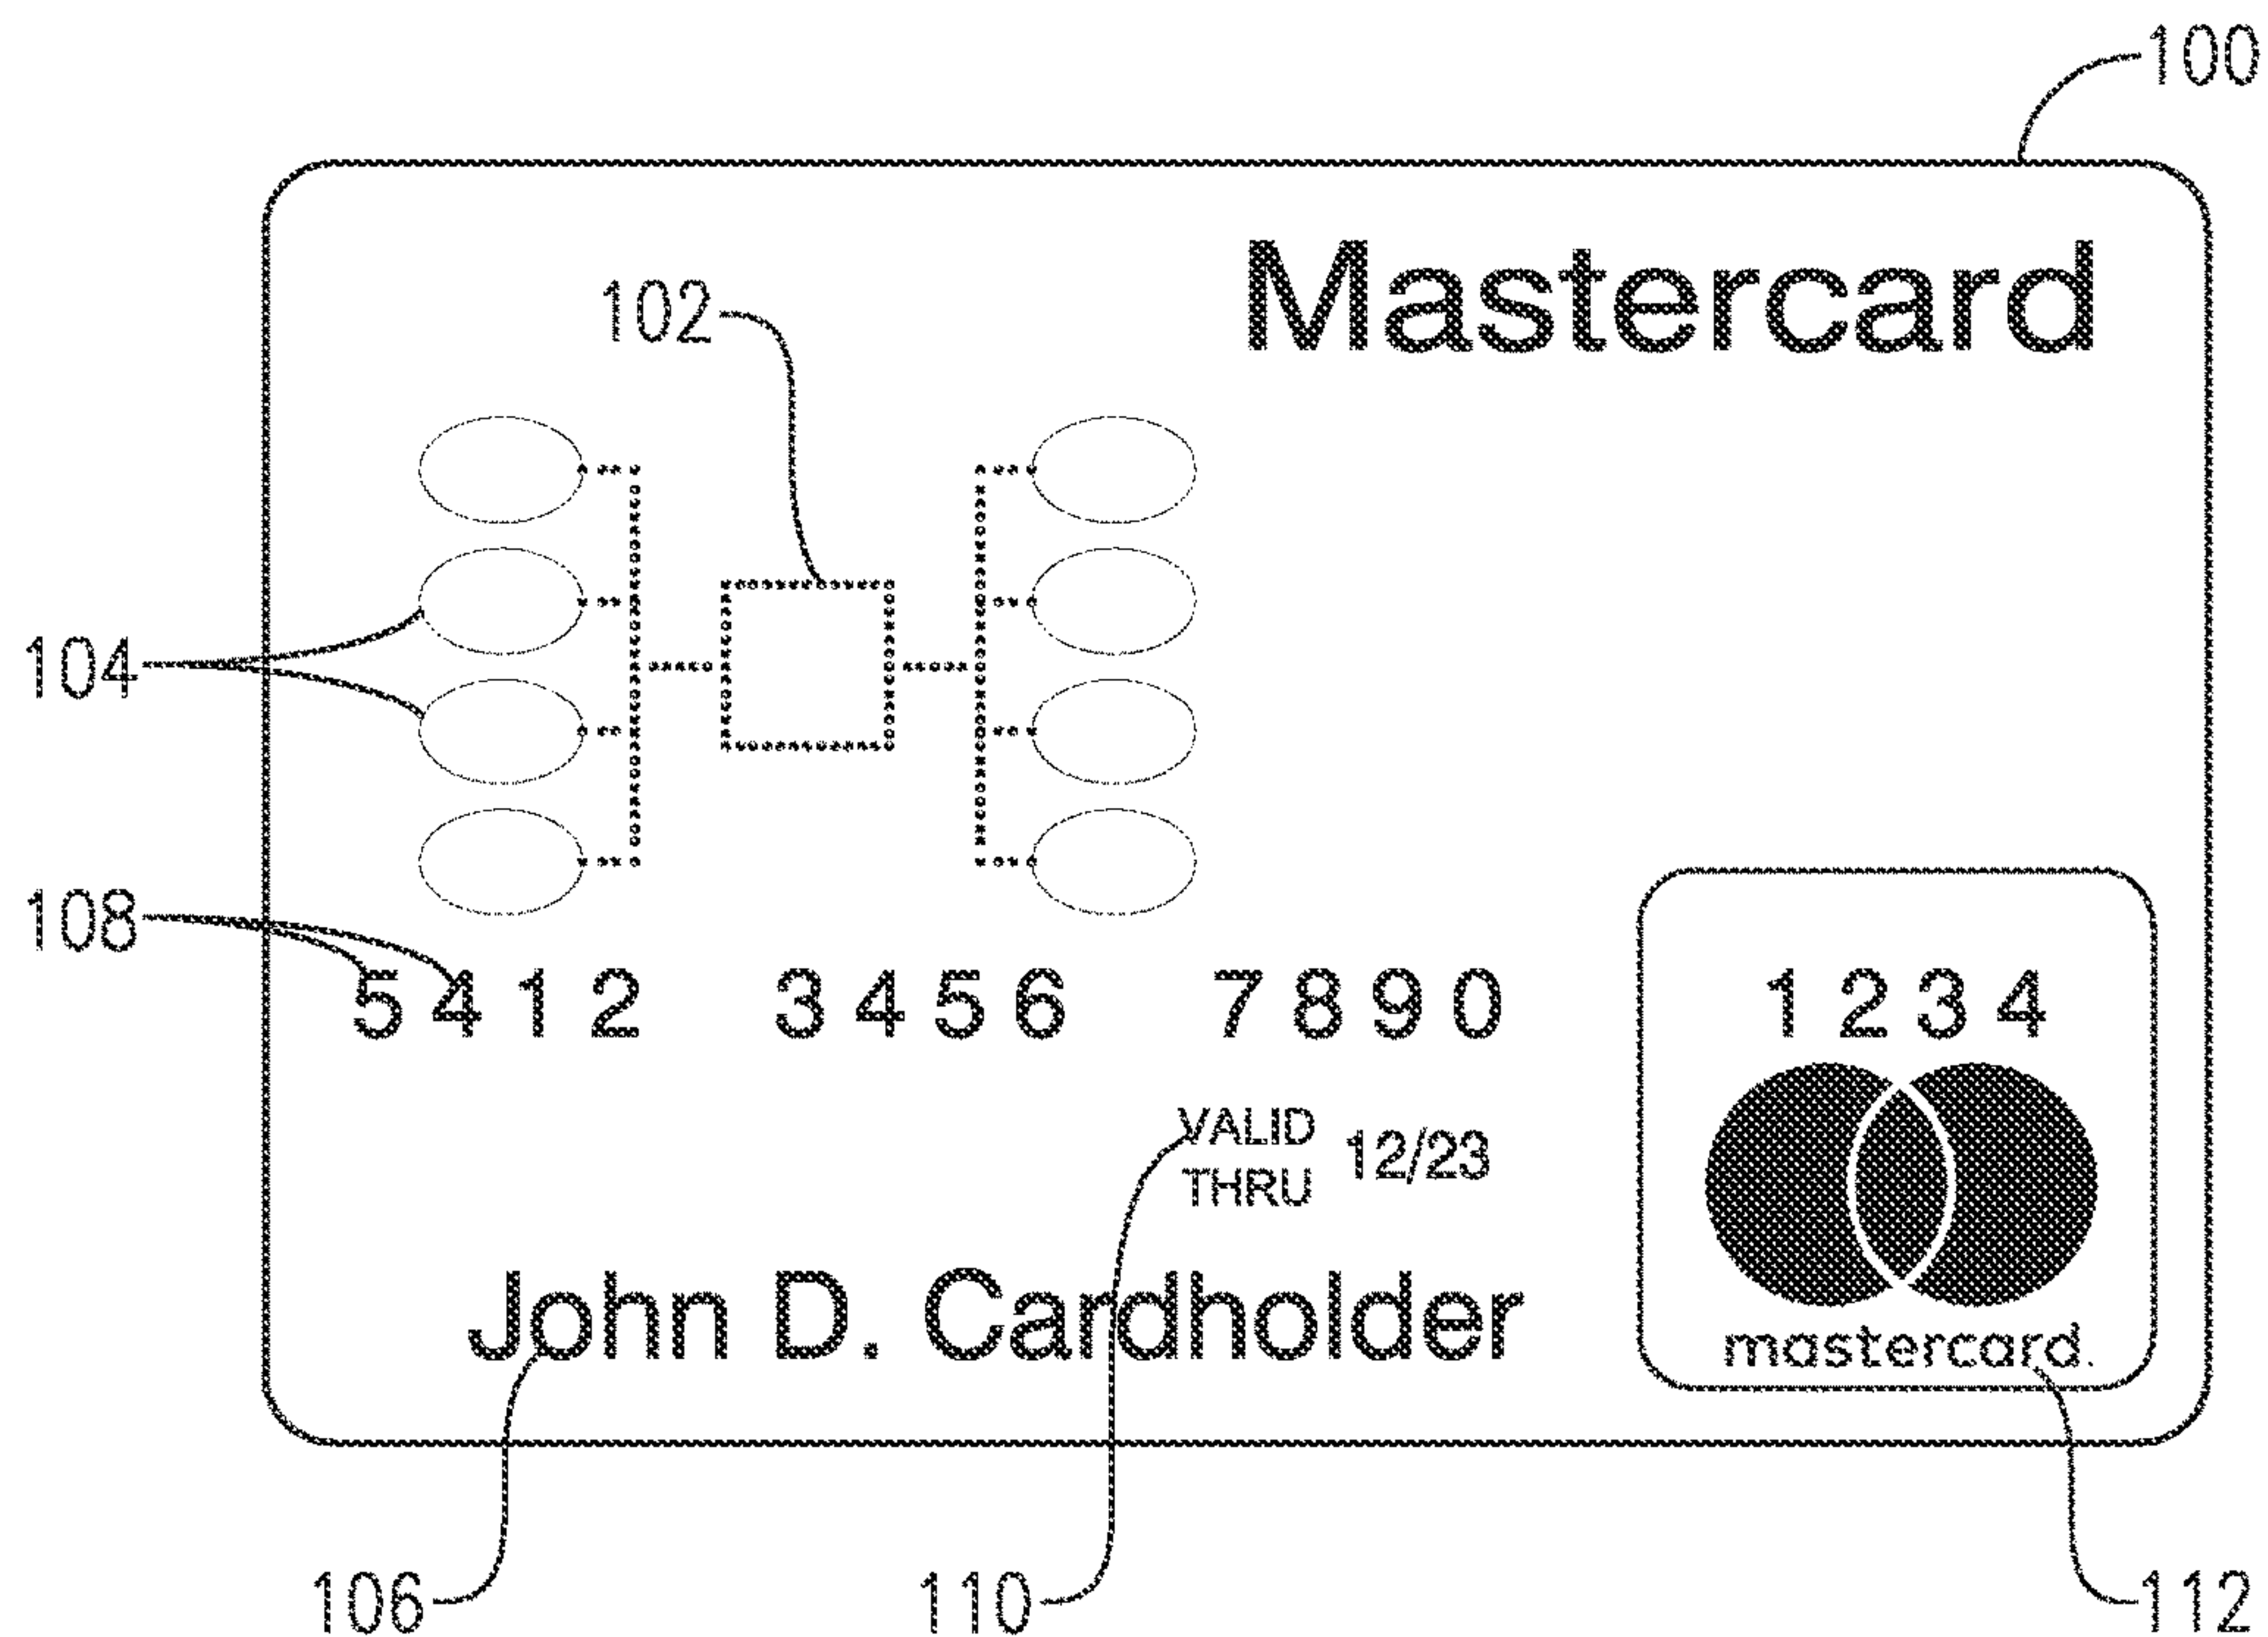 100
Mastercard
102
104
108
5412 3456 7890 1234
VALID
THRU 12/23
John D. Cardholder
mastercard.
106 110 112